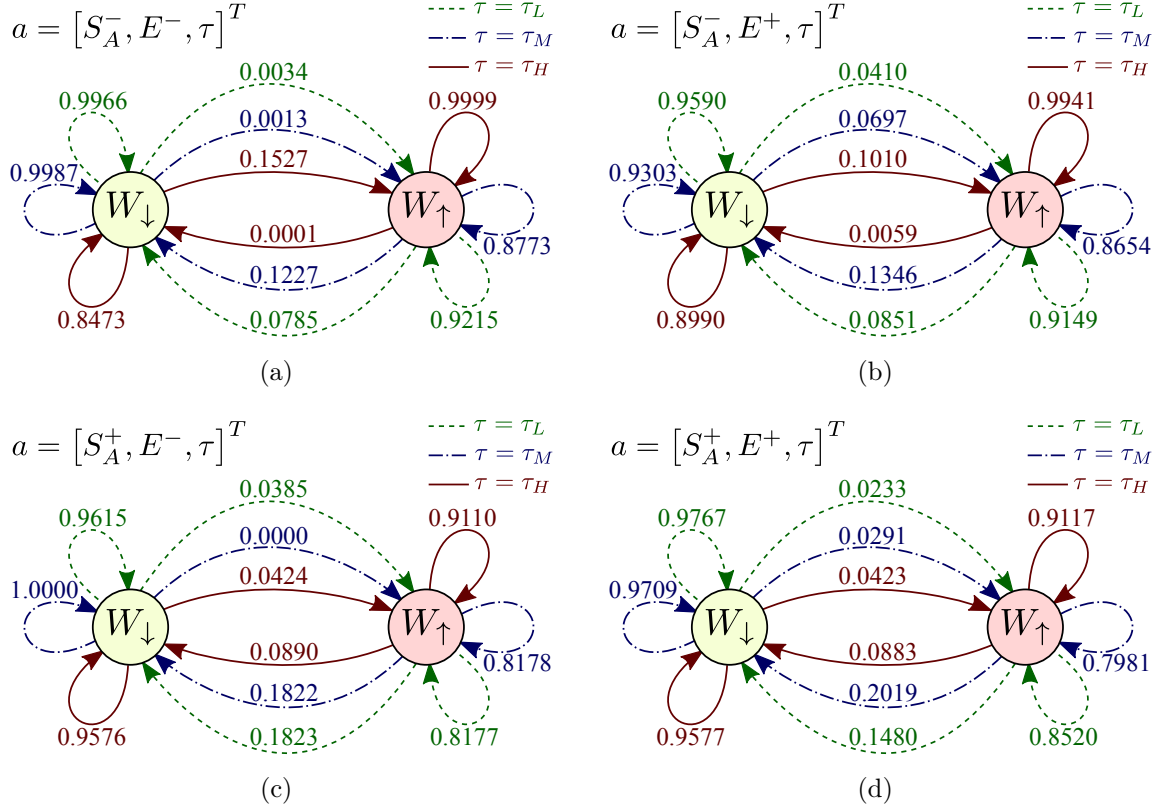 a = [S_A^-, E^-, τ]^T
τ = τ_L
τ = τ_M
τ = τ_H
0.0034
0.9966
0.9999
0.0013
0.9987
0.1527
W↓
W↑
0.0001
0.8773
0.1227
0.8473
0.0785
0.9215
(a)
a = [S_A^-, E^+, τ]^T
τ = τ_L
τ = τ_M
τ = τ_H
0.0410
0.9590
0.9941
0.0697
0.9303
0.1010
W↓
W↑
0.0059
0.8654
0.1346
0.8990
0.0851
0.9149
(b)
a = [S_A^+, E^-, τ]^T
τ = τ_L
τ = τ_M
τ = τ_H
0.0385
0.9615
0.9110
0.0000
1.0000
0.0424
W↓
W↑
0.0890
0.8178
0.1822
0.9576
0.1823
0.8177
(c)
a = [S_A^+, E^+, τ]^T
τ = τ_L
τ = τ_M
τ = τ_H
0.0233
0.9767
0.9117
0.0291
0.9709
0.0423
W↓
W↑
0.0883
0.7981
0.2019
0.9577
0.1480
0.8520
(d)